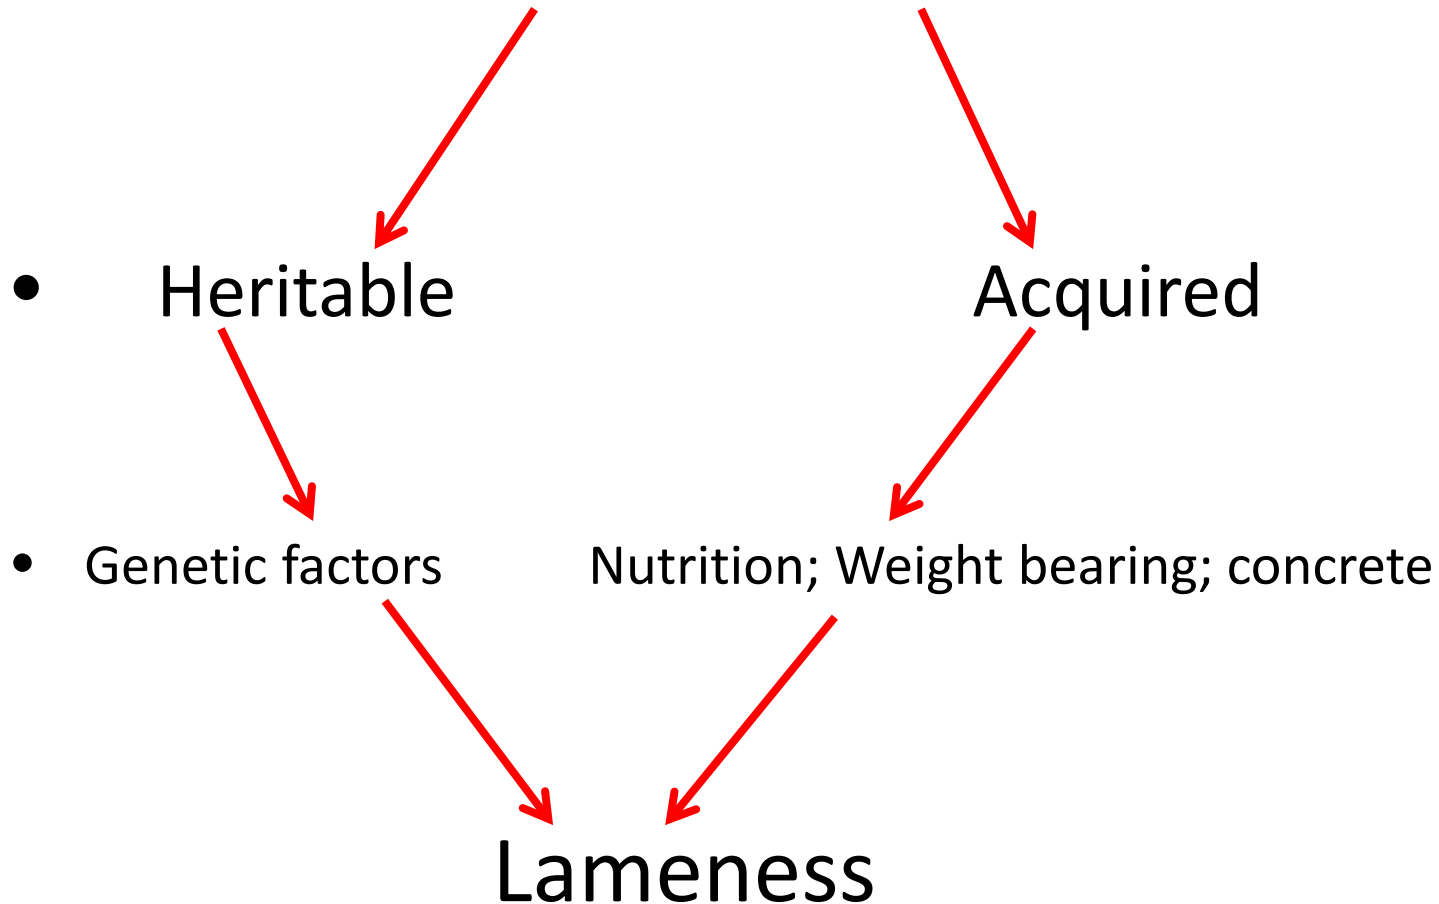 • Heritable Acquired
• Genetic factors Nutrition; Weight bearing; concrete
Lameness